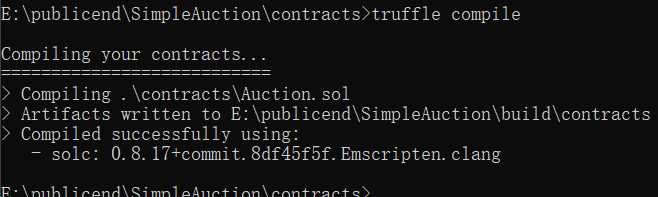 E:\publicend\SimpleAuction\contracts>truffle compile
Compiling your contracts...
===========================
> Compiling .\contracts\Auction.sol
> Artifacts written to E:\publicend\SimpleAuction\build\contracts
> Compiled successfully using:
- solc: 0.8.17+commit.8df45f5f.Emscripten.clang
E:\publicend\SimpleAuction\contracts>